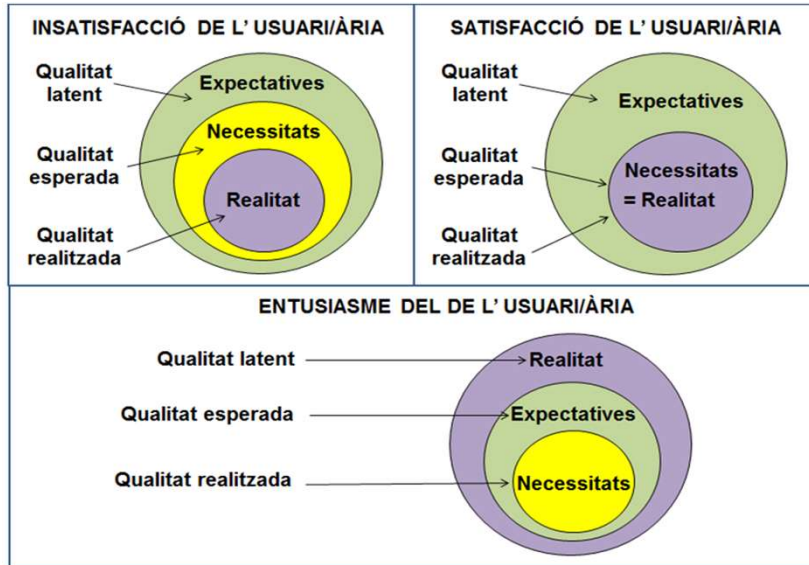 INSATISFACCIÓ DE L' USUARI/ÀRIA
Qualitat
latent
Expectatives
Necessitats
Qualitat
esperada
Realitat
Qualitat
realitzada
SATISFACCIÓ DE L' USUARI/ÀRIA
Qualitat
latent
Expectatives
Qualitat
esperada
Necessitats
= Realitat
Qualitat
realitzada
ENTUSIASME DEL DE L' USUARI/ÀRIA
Qualitat latent
Realitat
Qualitat esperada
Expectatives
Qualitat realitzada
Necessitats